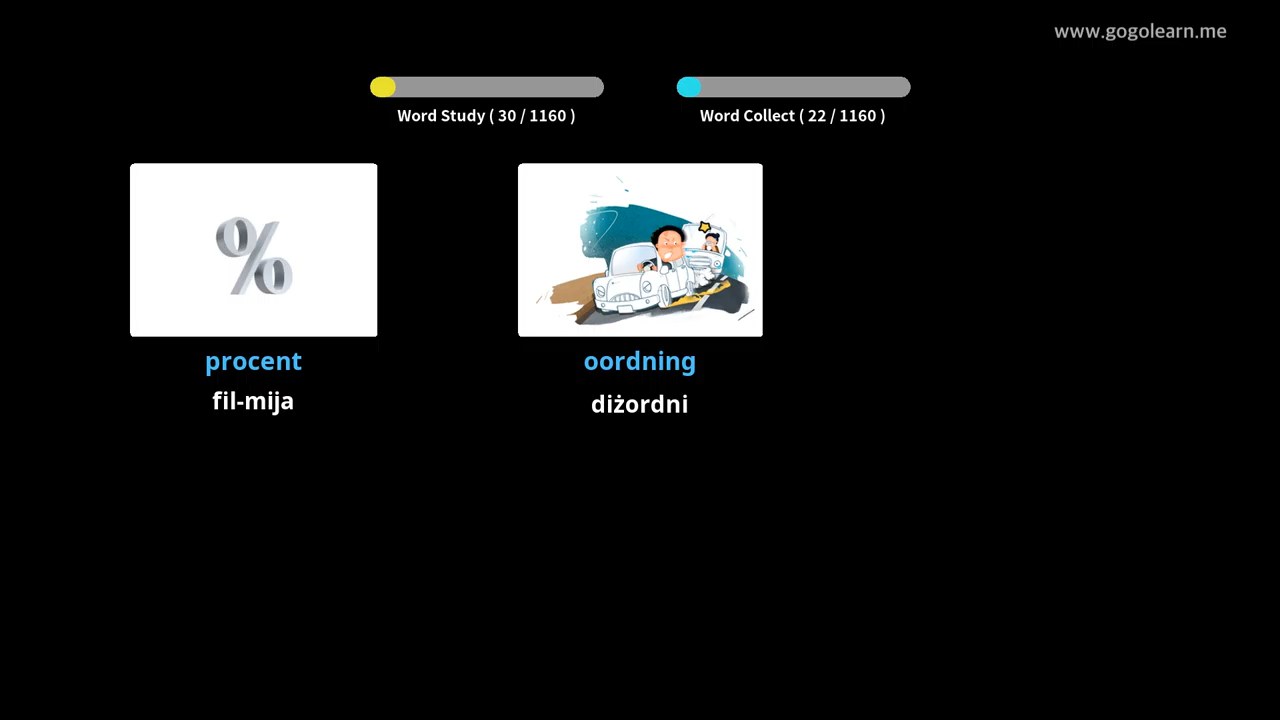 www.gogolearn.me
Word Study ( 30 / 1160 )
Word Collect ( 22 / 1160 )
%
procent
fil-mija
oordning
diżordni